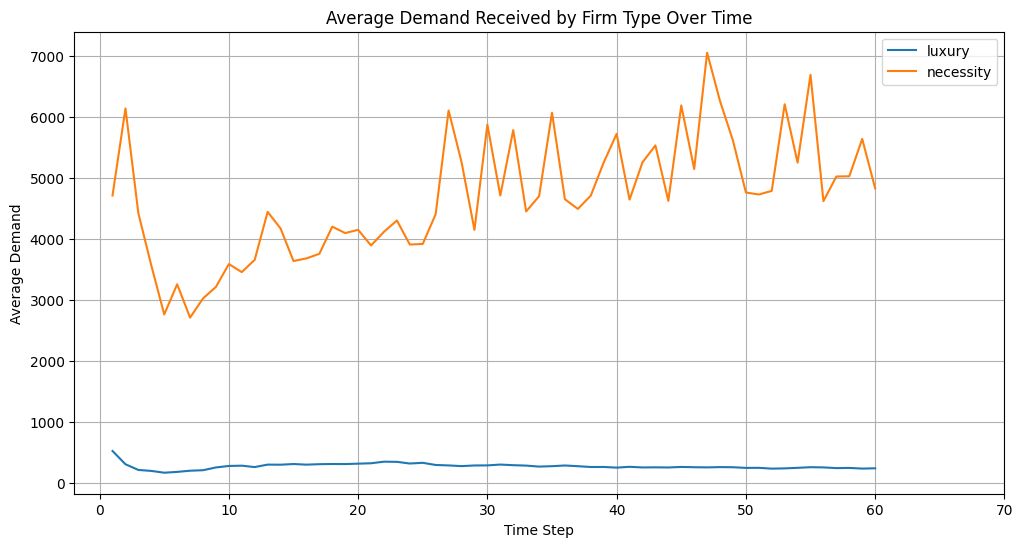 Average Demand Received by Firm Type Over Time
luxury
necessity
Average Demand
7000
6000
5000
4000
3000
2000
1000
0
0 10 20 30 40 50 60 70
Time Step